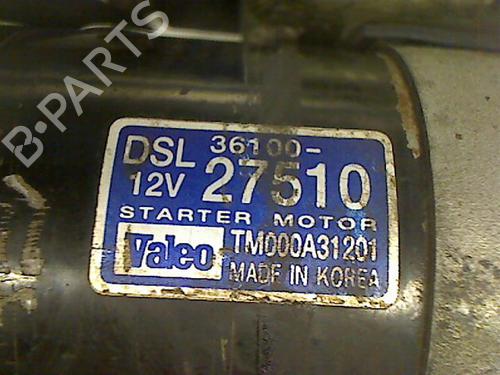 B-PARTS
DSL 36100-
12V 27510
STARTER MOTOR
Valeo TM000A31201
MADE IN KOREA